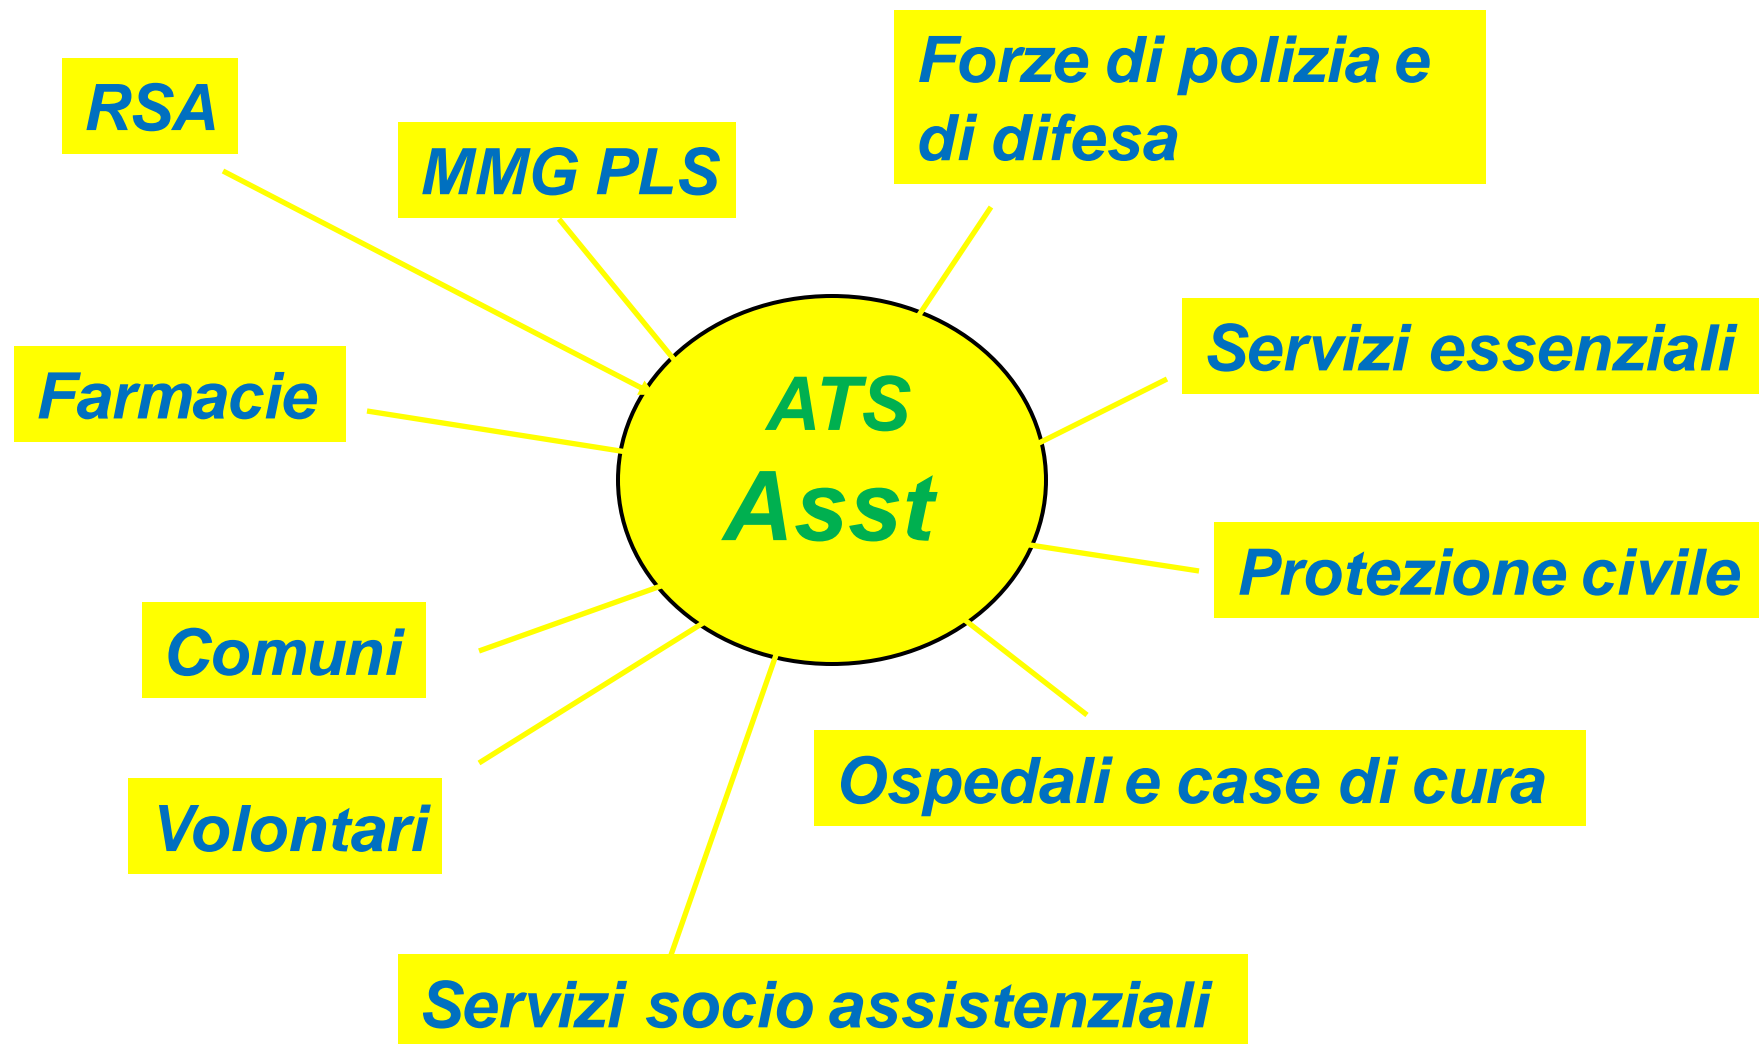 Forze di polizia e
di difesa
RSA
MMG PLS
Servizi essenziali
Farmacie
ATS
Asst
Protezione civile
Comuni
Ospedali e case di cura
Volontari
Servizi socio assistenziali